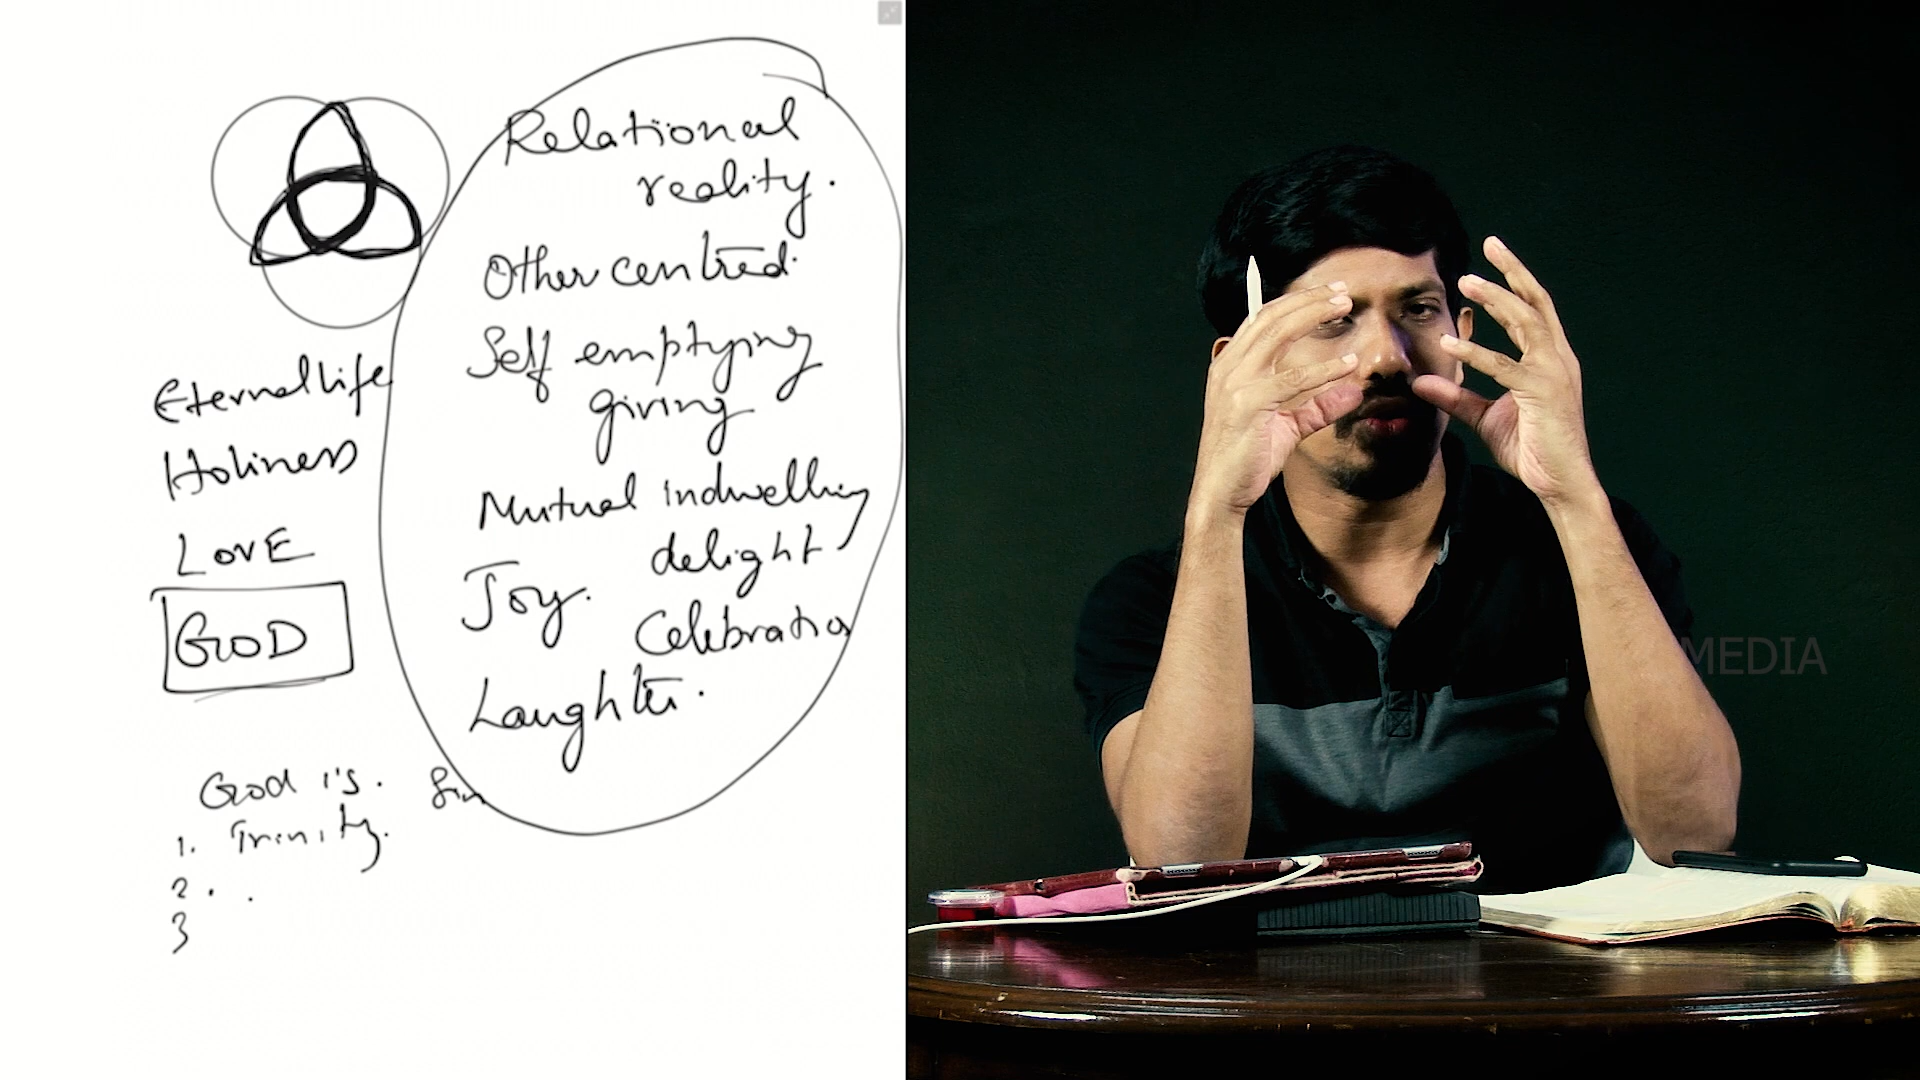 Relational
reality.
Other centred.
Self emptying
giving
Mutual indwelling
delight
Joy.
Celebration
Laughter.
Eternal life
Holiness
LOVE
GOD
God is.
1. Trinity.
2. .
3
MEDIA